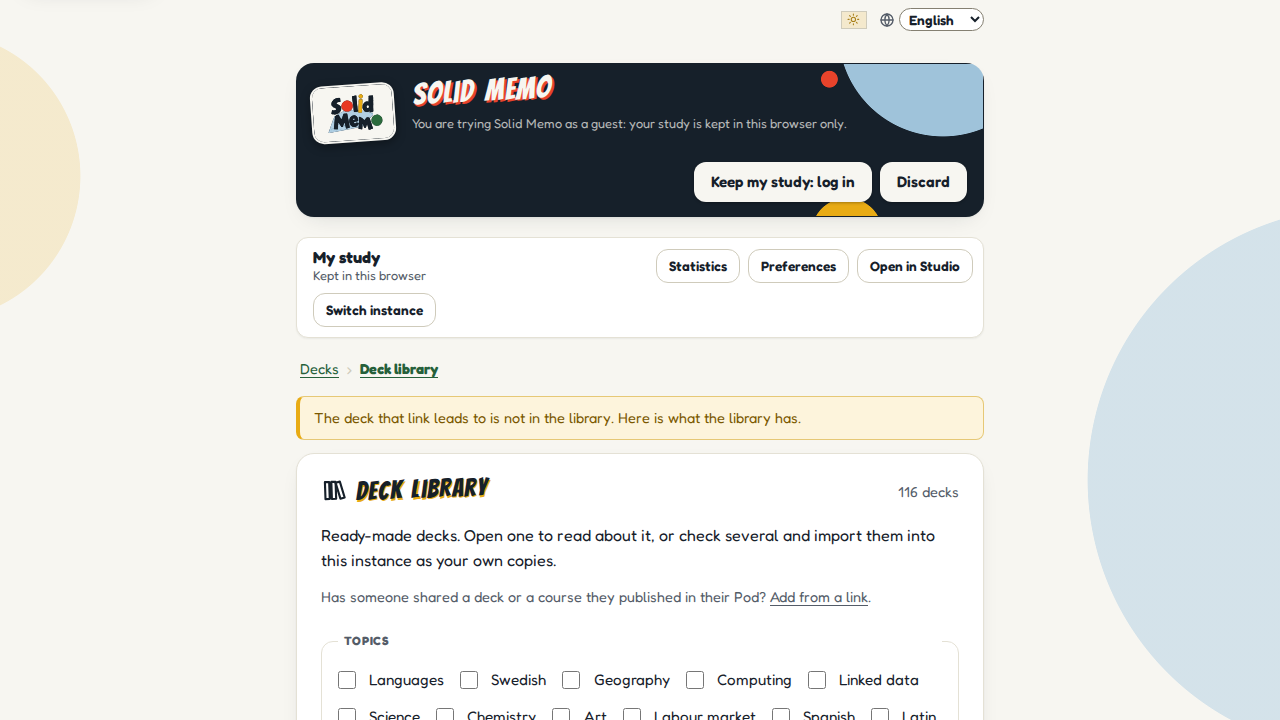 English
Solid Memo
SOLID MEMO
You are trying Solid Memo as a guest: your study is kept in this browser only.
Keep my study: log in
Discard
My study
Kept in this browser
Statistics
Preferences
Open in Studio
Switch instance
Decks › Deck library
The deck that link leads to is not in the library. Here is what the library has.
DECK LIBRARY
116 decks
Ready-made decks. Open one to read about it, or check several and import them into
this instance as your own copies.
Has someone shared a deck or a course they published in their Pod? Add from a link.
TOPICS
Languages Swedish Geography Computing Linked data
Science Chemistry Art Labour market Spanish Latin